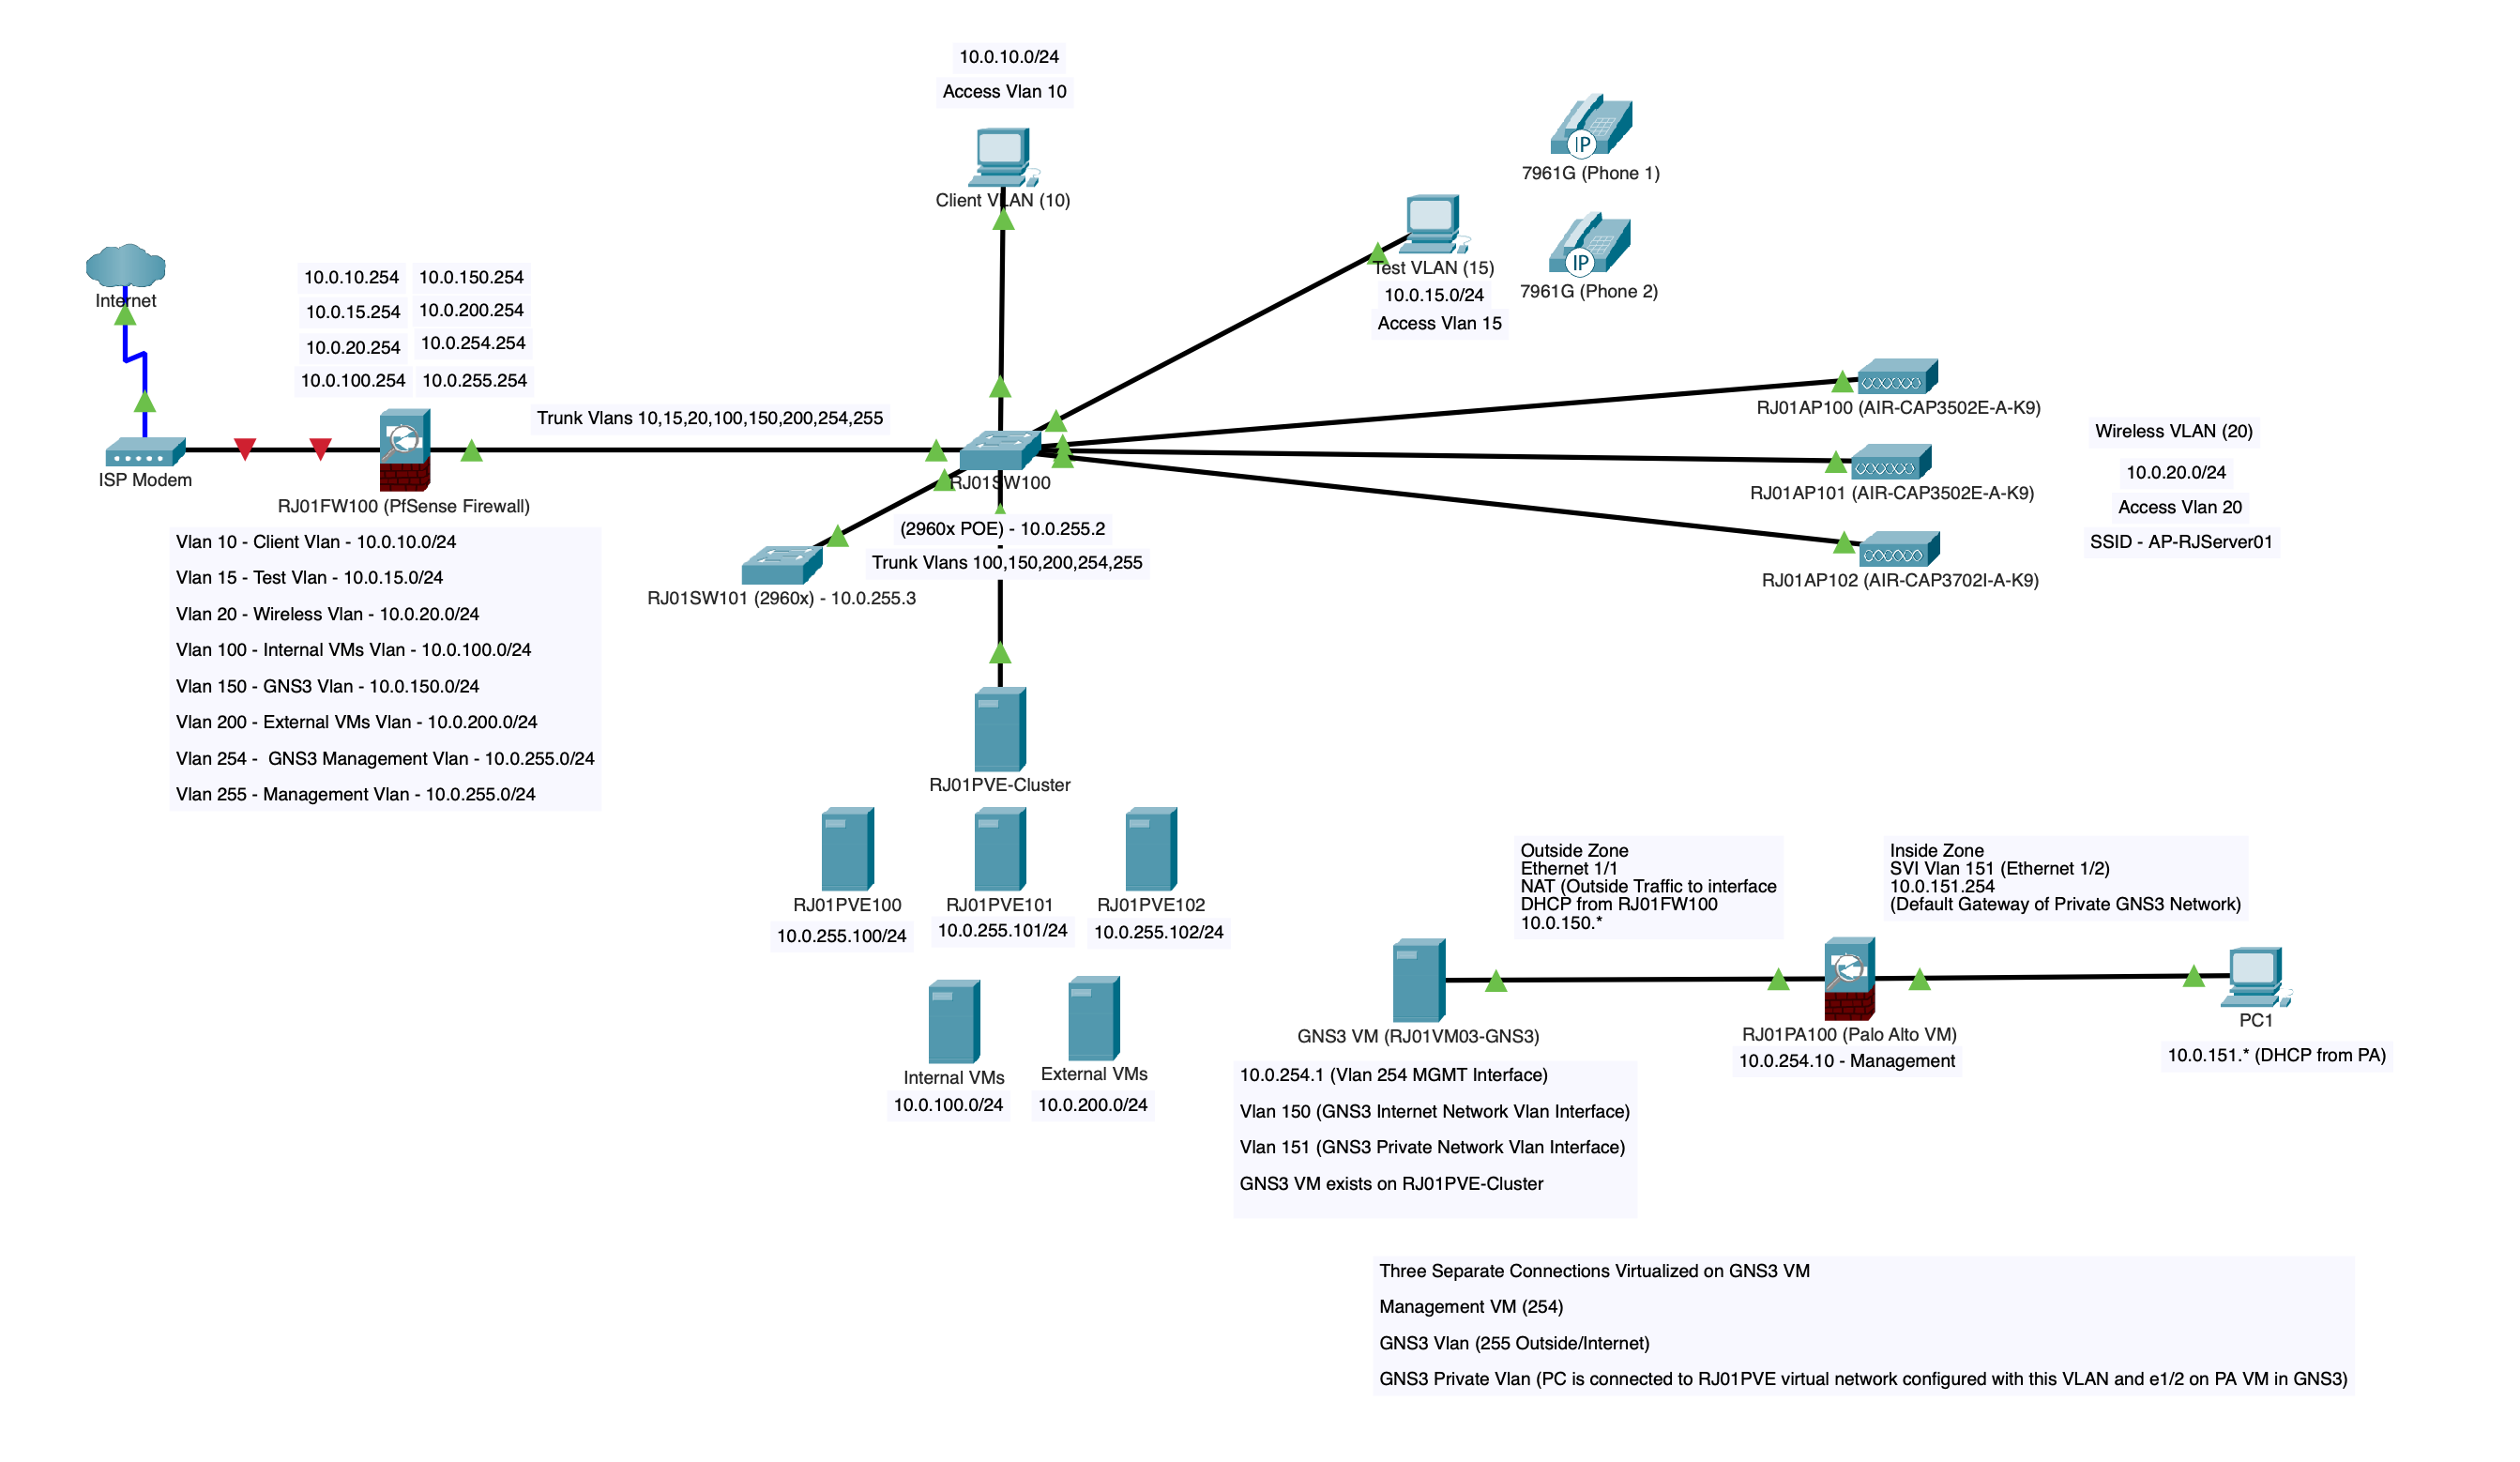 10.0.10.0/24
Access Vlan 10
Client VLAN (10)
7961G (Phone 1)
Test VLAN (15)
10.0.15.0/24
Access Vlan 15
7961G (Phone 2)
Internet
10.0.10.254
10.0.150.254
10.0.15.254
10.0.200.254
10.0.20.254
10.0.254.254
10.0.100.254
10.0.255.254
Trunk Vlans 10,15,20,100,150,200,254,255
ISP Modem
RJ01FW100 (PfSense Firewall)
RJ01SW100
(2960x POE) - 10.0.255.2
Trunk Vlans 100,150,200,254,255
RJ01SW101 (2960x) - 10.0.255.3
RJ01AP100 (AIR-CAP3502E-A-K9)
RJ01AP101 (AIR-CAP3502E-A-K9)
RJ01AP102 (AIR-CAP3702I-A-K9)
Wireless VLAN (20)
10.0.20.0/24
Access Vlan 20
SSID - AP-RJServer01
Vlan 10 - Client Vlan - 10.0.10.0/24
Vlan 15 - Test Vlan - 10.0.15.0/24
Vlan 20 - Wireless Vlan - 10.0.20.0/24
Vlan 100 - Internal VMs Vlan - 10.0.100.0/24
Vlan 150 - GNS3 Vlan - 10.0.150.0/24
Vlan 200 - External VMs Vlan - 10.0.200.0/24
Vlan 254 -  GNS3 Management Vlan - 10.0.255.0/24
Vlan 255 - Management Vlan - 10.0.255.0/24
RJ01PVE-Cluster
RJ01PVE100
10.0.255.100/24
RJ01PVE101
10.0.255.101/24
RJ01PVE102
10.0.255.102/24
Internal VMs
10.0.100.0/24
External VMs
10.0.200.0/24
Outside Zone
Ethernet 1/1
NAT (Outside Traffic to interface
DHCP from RJ01FW100
10.0.150.*
Inside Zone
SVI Vlan 151 (Ethernet 1/2)
10.0.151.254
(Default Gateway of Private GNS3 Network)
GNS3 VM (RJ01VM03-GNS3)
RJ01PA100 (Palo Alto VM)
10.0.254.10 - Management
PC1
10.0.151.* (DHCP from PA)
10.0.254.1 (Vlan 254 MGMT Interface)
Vlan 150 (GNS3 Internet Network Vlan Interface)
Vlan 151 (GNS3 Private Network Vlan Interface)
GNS3 VM exists on RJ01PVE-Cluster
Three Separate Connections Virtualized on GNS3 VM
Management VM (254)
GNS3 Vlan (255 Outside/Internet)
GNS3 Private Vlan (PC is connected to RJ01PVE virtual network configured with this VLAN and e1/2 on PA VM in GNS3)
IP
IP